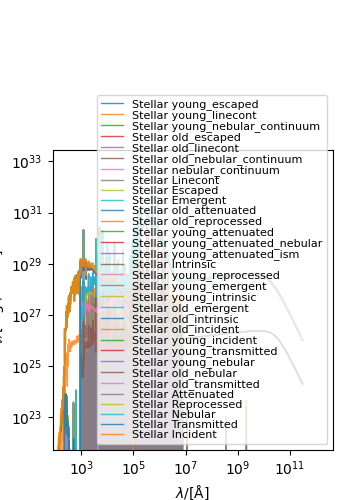 Stellar young_escaped
Stellar young_linecont
Stellar young_nebular_continuum
Stellar old_escaped
Stellar old_linecont
Stellar old_nebular_continuum
Stellar nebular_continuum
Stellar Linecont
Stellar Escaped
Stellar Emergent
Stellar old_attenuated
Stellar old_reprocessed
Stellar young_attenuated
Stellar young_attenuated_nebular
Stellar young_attenuated_ism
Stellar Intrinsic
Stellar young_reprocessed
Stellar young_emergent
Stellar young_intrinsic
Stellar old_emergent
Stellar old_intrinsic
Stellar old_incident
Stellar young_incident
Stellar young_transmitted
Stellar young_nebular
Stellar old_nebular
Stellar old_transmitted
Stellar Attenuated
Stellar Reprocessed
Stellar Nebular
Stellar Transmitted
Stellar Incident
10³³
10³¹
10²⁹
10²⁷
10²⁵
10²³
10³ 10⁵ 10⁷ 10⁹ 10¹¹
λ/[Å]